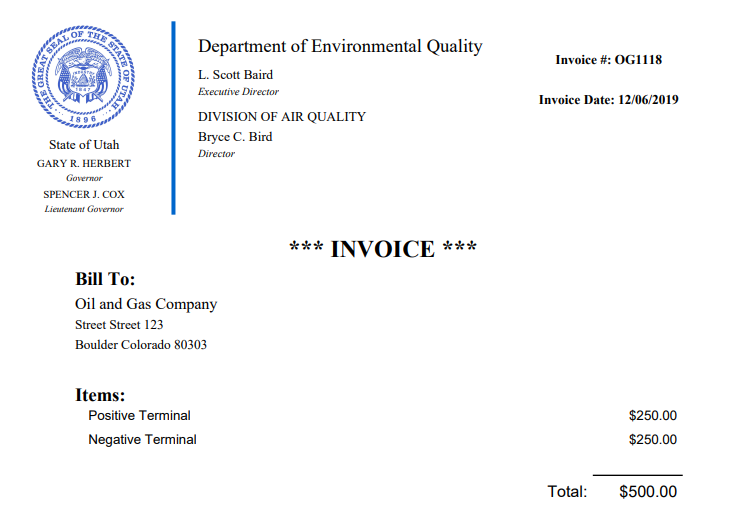 THE GREAT SEAL OF THE STATE OF UTAH
INDUSTRY
1847
1896
State of Utah
GARY R. HERBERT
Governor
SPENCER J. COX
Lieutenant Governor
Department of Environmental Quality
L. Scott Baird
Executive Director
DIVISION OF AIR QUALITY
Bryce C. Bird
Director
Invoice #: OG1118
Invoice Date: 12/06/2019
*** INVOICE ***
Bill To:
Oil and Gas Company
Street Street 123
Boulder Colorado 80303
Items:
Positive Terminal $250.00
Negative Terminal $250.00
Total: $500.00